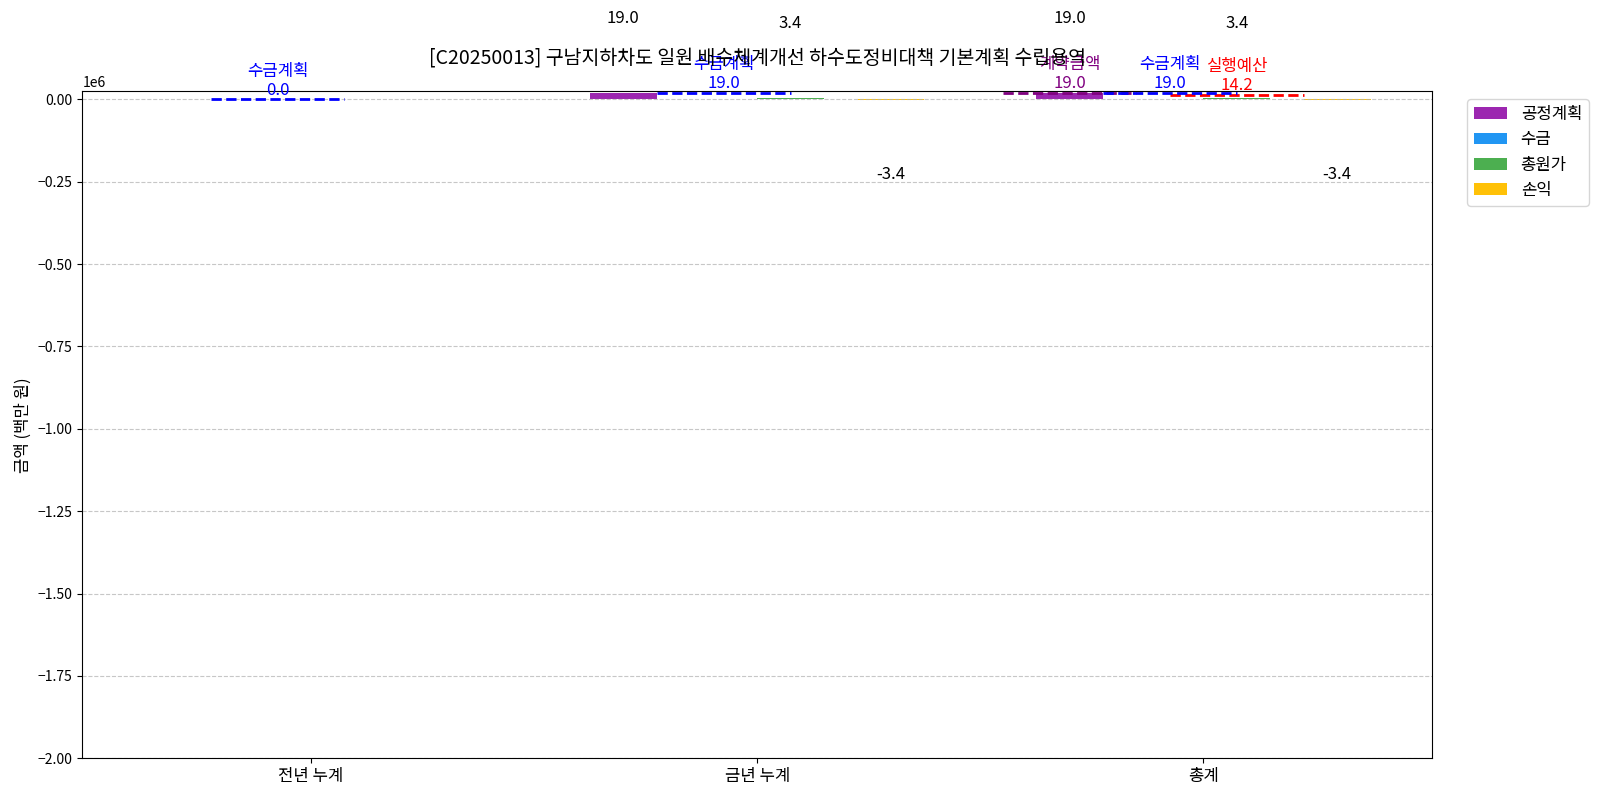 19.0
3.4
19.0
3.4
[C20250013] 구남지하차도 일원 배수체계개선 하수도정비대책 기본계획 수립용역
수금계획
0.0
수금계획
19.0
계약금액
19.0
수금계획
19.0
실행예산
14.2
1e6
0.00
−0.25
−0.50
−0.75
−1.00
−1.25
−1.50
−1.75
−2.00
-3.4
-3.4
금액 (백만 원)
전년 누계
금년 누계
총계
공정계획
수금
총원가
손익